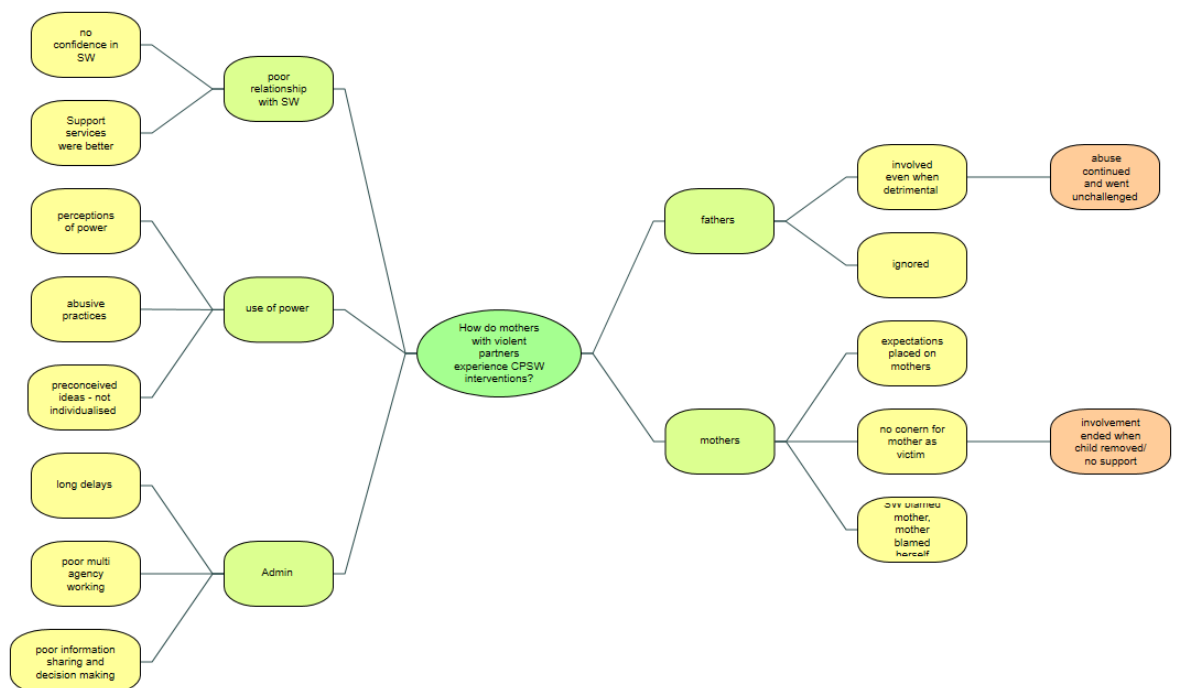 no
confidence in
SW
Support
services
were better
poor
relationship
with SW
perceptions
of power
abusive
practices
preconceived
ideas - not
individualised
use of power
long delays
poor multi
agency
working
poor information
sharing and
decision making
Admin
How do mothers
with violent
partners
experience CPSW
interventions?
fathers
involved
even when
detrimental
abuse
continued
and went
unchallenged
ignored
mothers
expectations
placed on
mothers
no conern for
mother as
victim
involvement
ended when
child removed/
no support
SW blamed
mother,
mother
blamed
herself